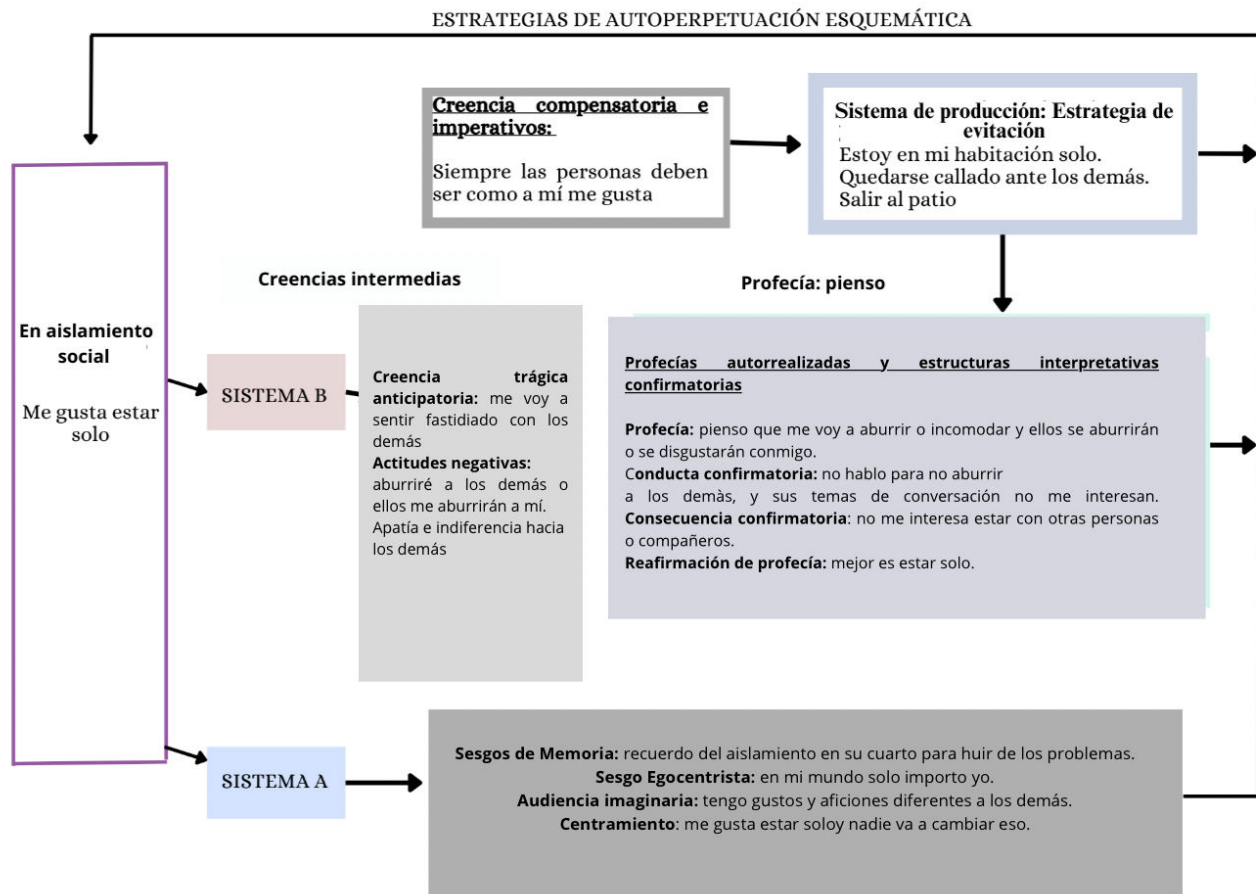 ESTRATEGIAS DE AUTOPERPETUACIÓN ESQUEMÁTICA
Creencia compensatoria e
imperativos:
Siempre las personas deben
ser como a mí me gusta
Sistema de producción: Estrategia de
evitación
Estoy en mi habitación solo.
Quedarse callado ante los demás.
Salir al patio
En aislamiento
social
Me gusta estar
solo
Creencias intermedias
SISTEMA B
Creencia trágica
anticipatoria: me voy a
sentir fastidiado con los
demás
Actitudes negativas:
aburriré a los demás o
ellos me aburrirán a mí.
Apatía e indiferencia hacia
los demás
Profecía: pienso
Profecías autorrealizadas y estructuras interpretativas
confirmatorias
Profecía: pienso que me voy a aburrir o incomodar y ellos se aburrirán
o se disgustarán conmigo.
Conducta confirmatoria: no hablo para no aburrir
a los demàs, y sus temas de conversación no me interesan.
Consecuencia confirmatoria: no me interesa estar con otras personas
o compañeros.
Reafirmación de profecía: mejor es estar solo.
SISTEMA A
Sesgos de Memoria: recuerdo del aislamiento en su cuarto para huir de los problemas.
Sesgo Egocentrista: en mi mundo solo importo yo.
Audiencia imaginaria: tengo gustos y aficiones diferentes a los demás.
Centramiento: me gusta estar soloy nadie va a cambiar eso.